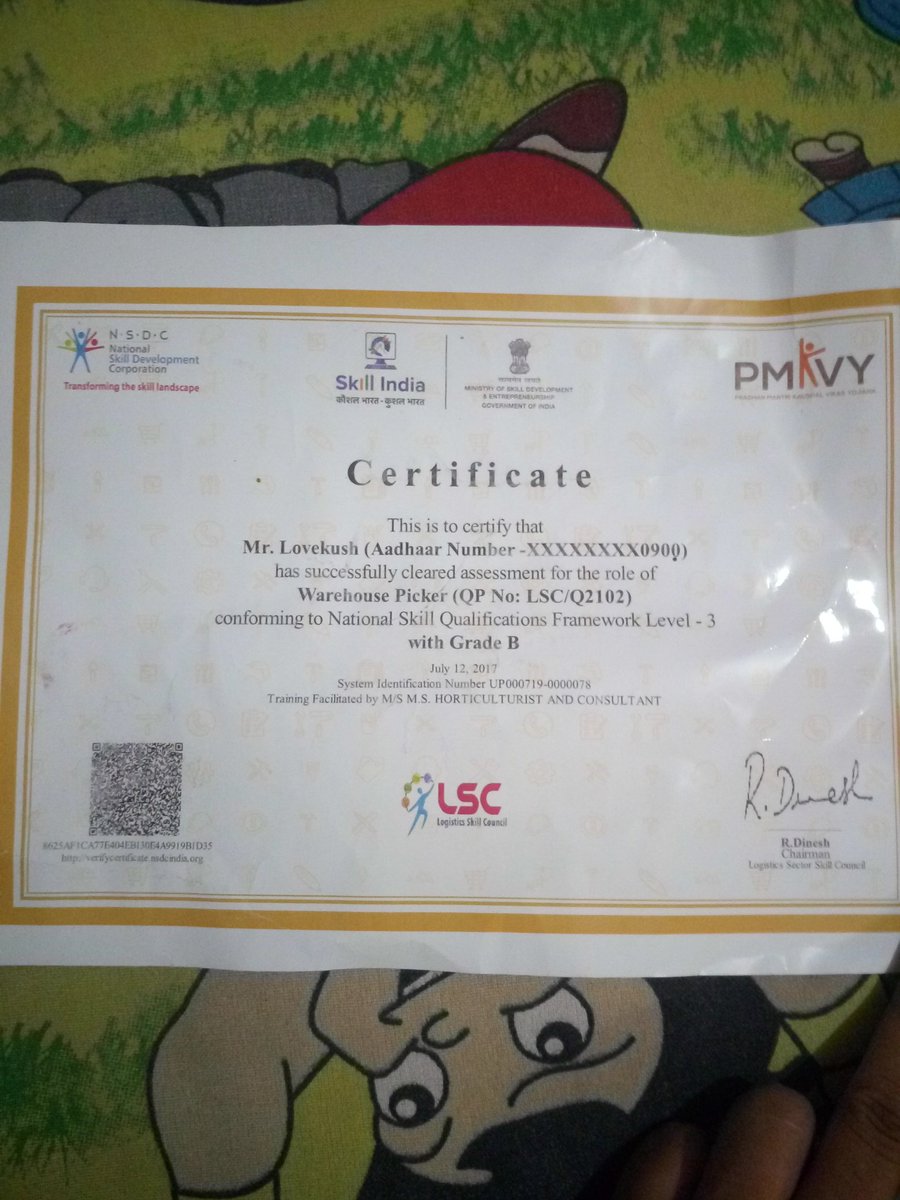 N·S·D·C
National
Skill Development
Corporation
Transforming the skill landscape
Skill India
कौशल भारत - कुशल भारत
सत्यमेव जयते
MINISTRY OF SKILL DEVELOPMENT
& ENTREPRENEURSHIP
GOVERNMENT OF INDIA
PMKVY
PRADHAN MANTRI KAUSHAL VIKAS YOJANA
Certificate
This is to certify that
Mr. Lovekush (Aadhaar Number -XXXXXXXX0900)
has successfully cleared assessment for the role of
Warehouse Picker (QP No: LSC/Q2102)
conforming to National Skill Qualifications Framework Level - 3
with Grade B
July 12, 2017
System Identification Number UP000719-0000078
Training Facilitated by M/S M.S. HORTICULTURIST AND CONSULTANT
8625AF1CA77E404EB130E4A9919B1D35
http://verifycertificate.nsdcindia.org
LSC
Logistics Skill Council
R. Dinesh
R.Dinesh
Chairman
Logistics Sector Skill Council